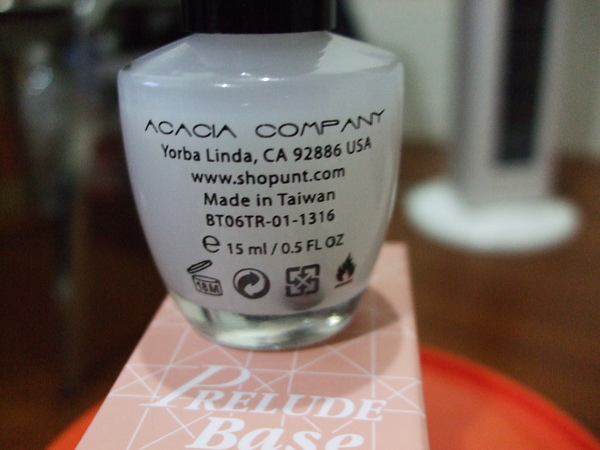 ACACIA COMPANY
Yorba Linda, CA 92886 USA
www.shopunt.com
Made in Taiwan
BT06TR-01-1316
e 15 ml / 0.5 FL OZ
18M
PRELUDE
Base